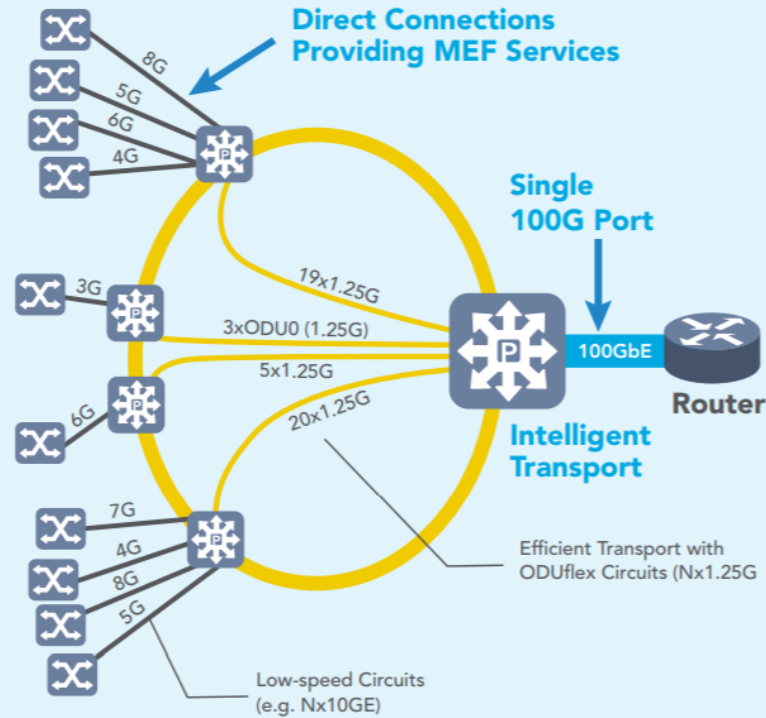 Direct Connections
Providing MEF Services
8G
5G
6G
4G
P
Single
100G Port
19x1.25G
3G
P
3xODU0 (1.25G)
P
100GbE
5x1.25G
Router
6G
P
20x1.25G
Intelligent
Transport
7G
4G
8G
5G
P
Efficient Transport with
ODUflex Circuits (Nx1.25G
Low-speed Circuits
(e.g. Nx10GE)